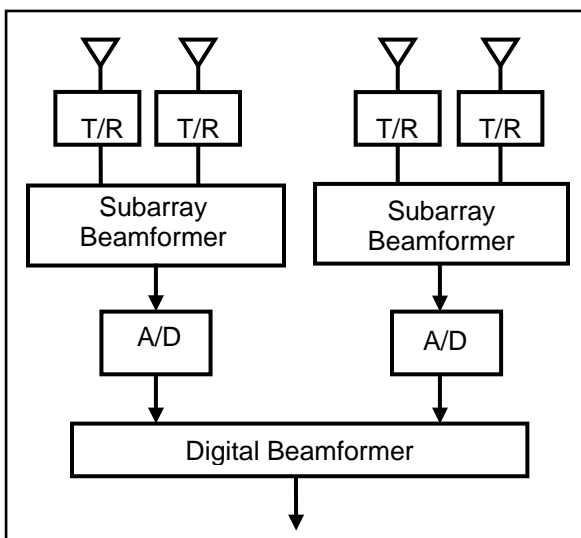 T/R
T/R
T/R
T/R
Subarray
Beamformer
Subarray
Beamformer
A/D
A/D
Digital Beamformer